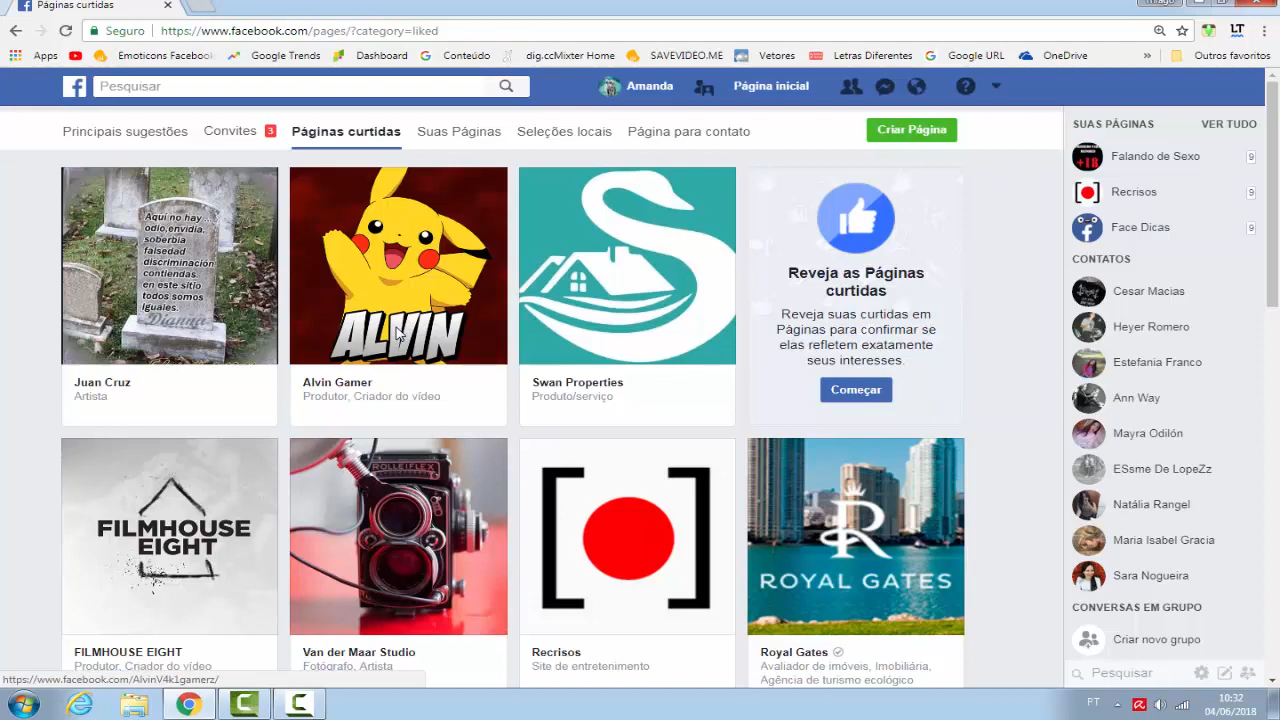 Páginas curtidas
Seguro
https://www.facebook.com/pages/?category=liked
LT
Apps
Emoticons Facebook
Google Trends
Dashboard
Conteúdo
dig.ccMixter Home
SAVEVIDEO.ME
Vetores
Letras Diferentes
Google URL
OneDrive
»
Outros favoritos
Pesquisar
Amanda
Página inicial
Principais sugestões
Convites 3
Páginas curtidas
Suas Páginas
Seleções locais
Página para contato
Criar Página
Aqui no hay...
odio,envidia,
soberbia
falsedad
discriminación
contiendas.
en este sitio
todos somos
Iguales.
Dianna
Juan Cruz
Artista
ALVIN
Alvin Gamer
Produtor, Criador do vídeo
Swan Properties
Produto/serviço
Reveja as Páginas
curtidas
Reveja suas curtidas em
Páginas para confirmar se
elas refletem exatamente
seus interesses.
Começar
FILMHOUSE
EIGHT
FILMHOUSE EIGHT
Produtor, Criador do vídeo
ROLLEIFLEX
Van der Maar Studio
Fotógrafo, Artista
Recrisos
Site de entretenimento
R
ROYAL GATES
Royal Gates
Avaliador de imóveis, Imobiliária,
Agência de turismo ecológico
SUAS PÁGINAS
VER TUDO
+18
Falando de Sexo 9
Recrisos 9
Face Dicas 9
CONTATOS
Cesar Macias
Heyer Romero
Estefania Franco
Ann Way
Mayra Odilón
ESsme De LopeZz
Natália Rangel
Maria Isabel Gracia
Sara Nogueira
CONVERSAS EM GRUPO
Criar novo grupo
Pesquisar
https://www.facebook.com/AlvinV4k1gamerz/
PT
10:32
04/06/2018